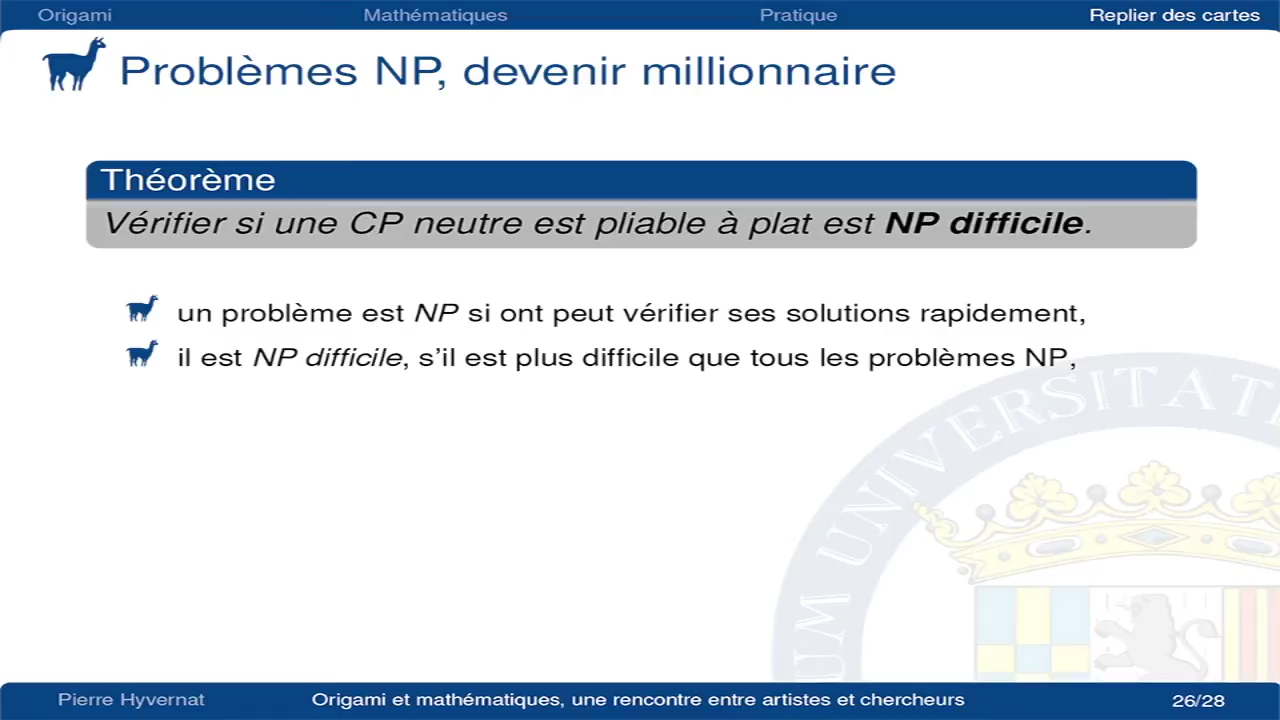 Origami Mathématiques Pratique Replier des cartes
Problèmes NP, devenir millionnaire
Théorème
Vérifier si une CP neutre est pliable à plat est NP difficile.
un problème est NP si ont peut vérifier ses solutions rapidement,
il est NP difficile, s'il est plus difficile que tous les problèmes NP,
UM UNIVERSITATI
Pierre Hyvernat Origami et mathématiques, une rencontre entre artistes et chercheurs 26/28